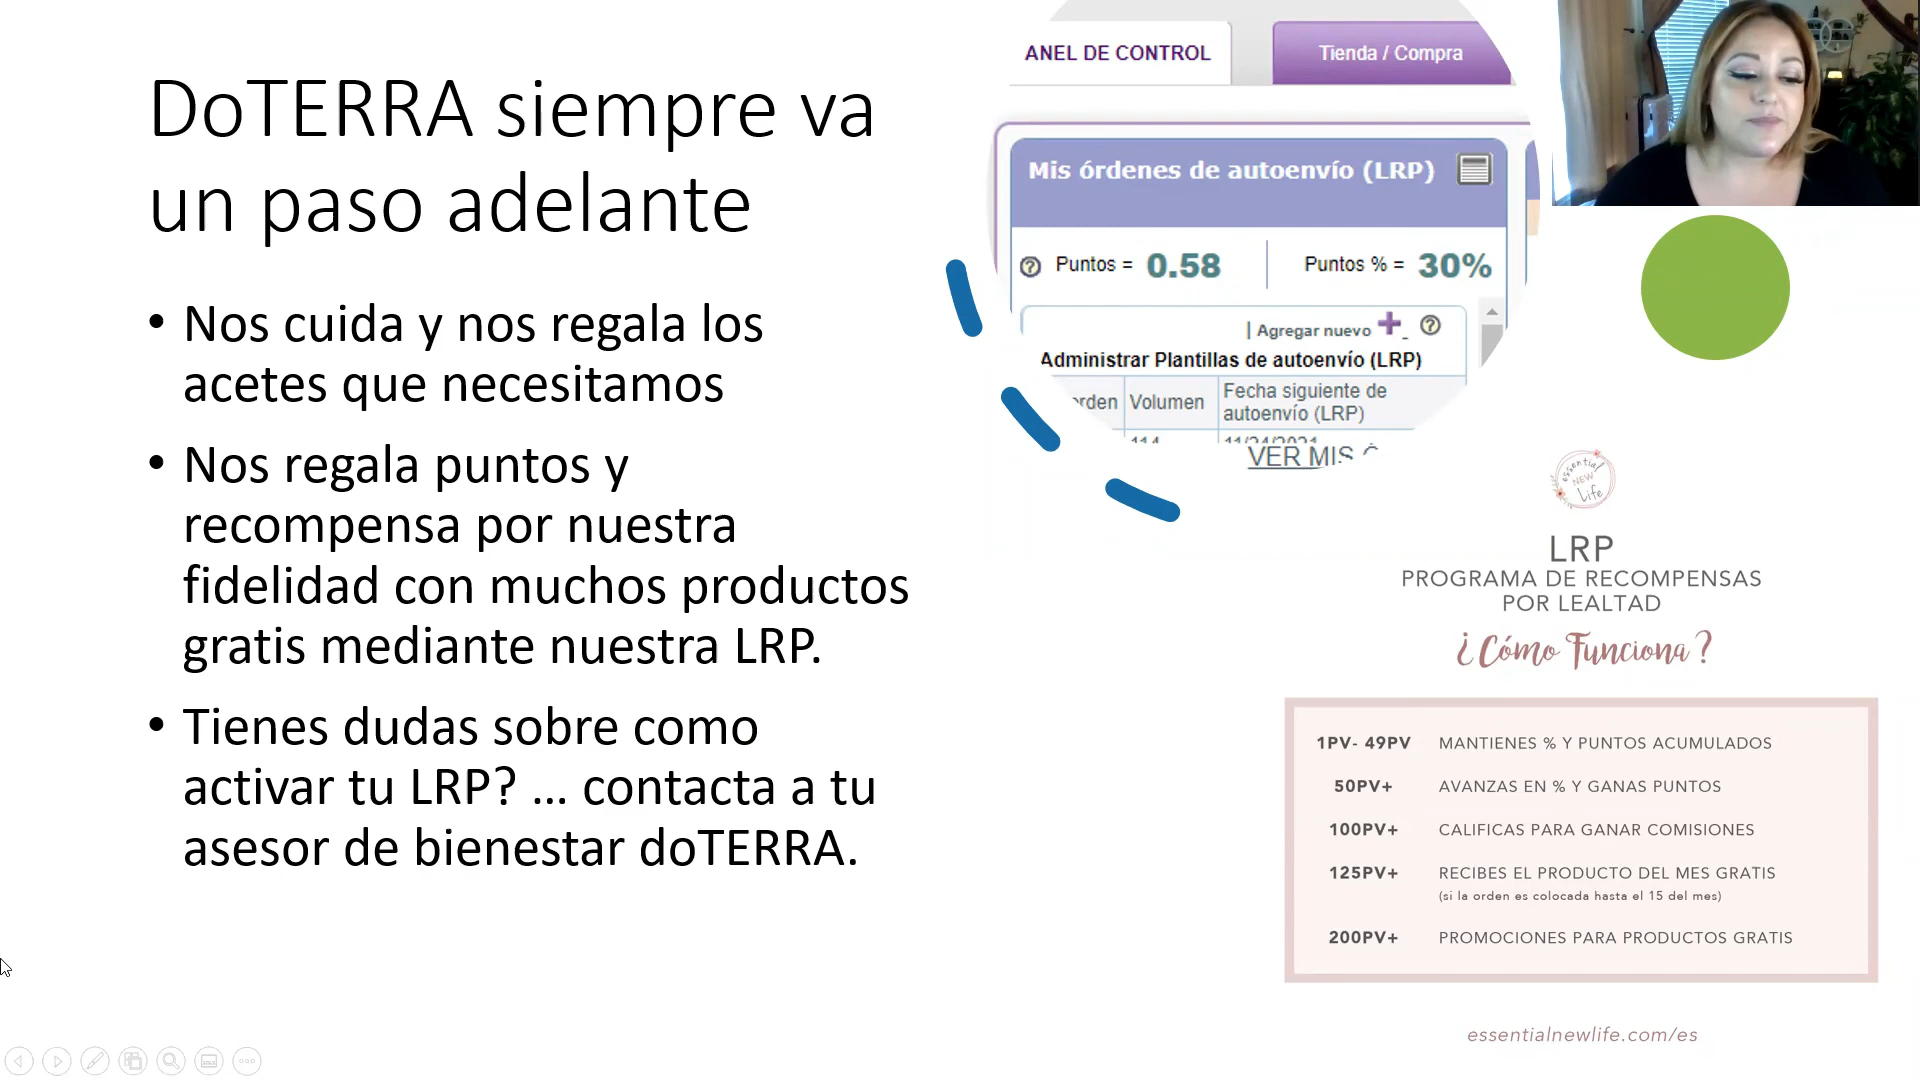 DoTERRA siempre va
un paso adelante
• Nos cuida y nos regala los
acetes que necesitamos
• Nos regala puntos y
recompensa por nuestra
fidelidad con muchos productos
gratis mediante nuestra LRP.
• Tienes dudas sobre como
activar tu LRP? ... contacta a tu
asesor de bienestar doTERRA.
ANEL DE CONTROL
Tienda / Compra
Mis órdenes de autoenvío (LRP)
Puntos = 0.58
Puntos % = 30%
| Agregar nuevo
Administrar Plantillas de autoenvío (LRP)
rden
Volumen
Fecha siguiente de
autoenvío (LRP)
VER MIS
essential
NEW
Life
LRP
PROGRAMA DE RECOMPENSAS
POR LEALTAD
¿Cómo Funciona?
1PV- 49PV MANTIENES % Y PUNTOS ACUMULADOS
50PV+ AVANZAS EN % Y GANAS PUNTOS
100PV+ CALIFICAS PARA GANAR COMISIONES
125PV+ RECIBES EL PRODUCTO DEL MES GRATIS
(si la orden es colocada hasta el 15 del mes)
200PV+ PROMOCIONES PARA PRODUCTOS GRATIS
essentialnewlife.com/es